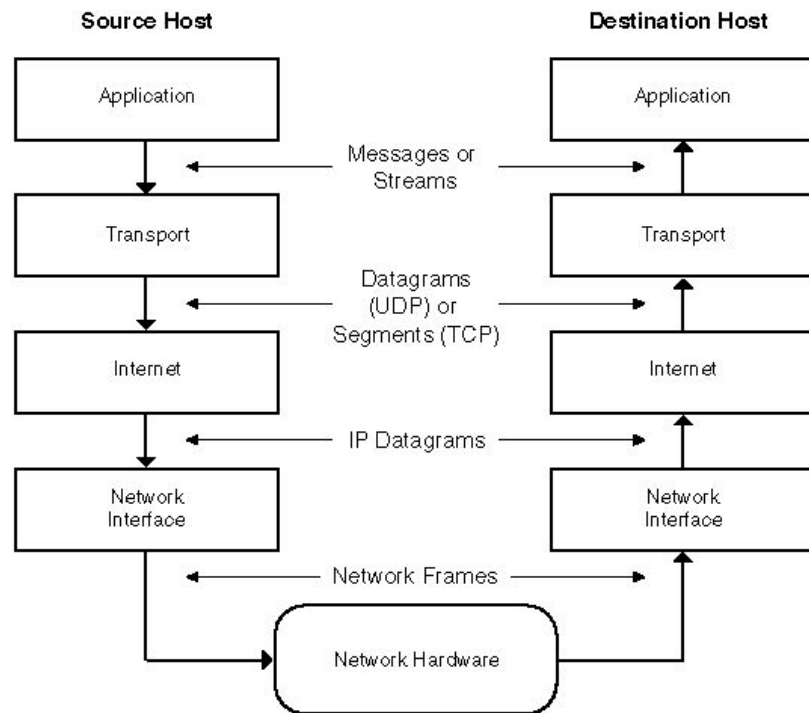 Source Host
Destination Host
Application
Application
Messages or
Streams
Transport
Transport
Datagrams
(UDP) or
Segments (TCP)
Internet
Internet
IP Datagrams
Network
Interface
Network
Interface
Network Frames
Network Hardware